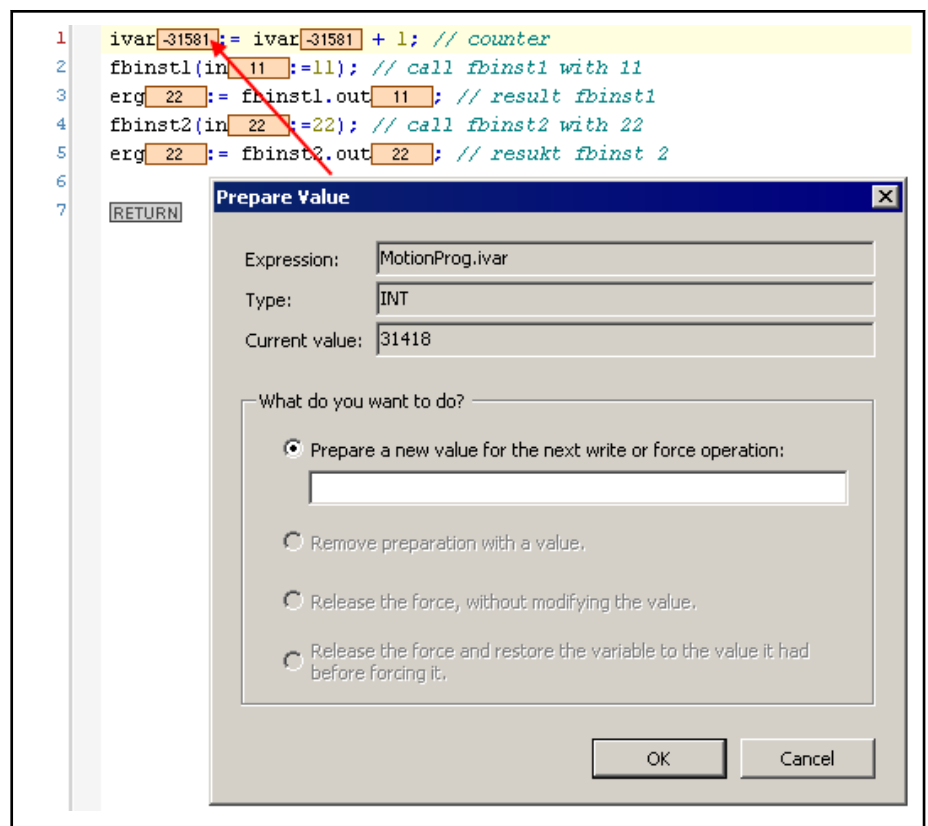 1 ivar -31581 := ivar -31581 + 1; // counter
2 fbinst1(in 11 :=11); // call fbinst1 with 11
3 erg 22 := fbinst1.out 11 ; // result fbinst1
4 fbinst2(in 22 :=22); // call fbinst2 with 22
5 erg 22 := fbinst2.out 22 ; // resukt fbinst 2
6
7 RETURN
Prepare Value
Expression: MotionProg.ivar
Type: INT
Current value: 31418
What do you want to do?
Prepare a new value for the next write or force operation:
Remove preparation with a value.
Release the force, without modifying the value.
Release the force and restore the variable to the value it had
before forcing it.
OK Cancel